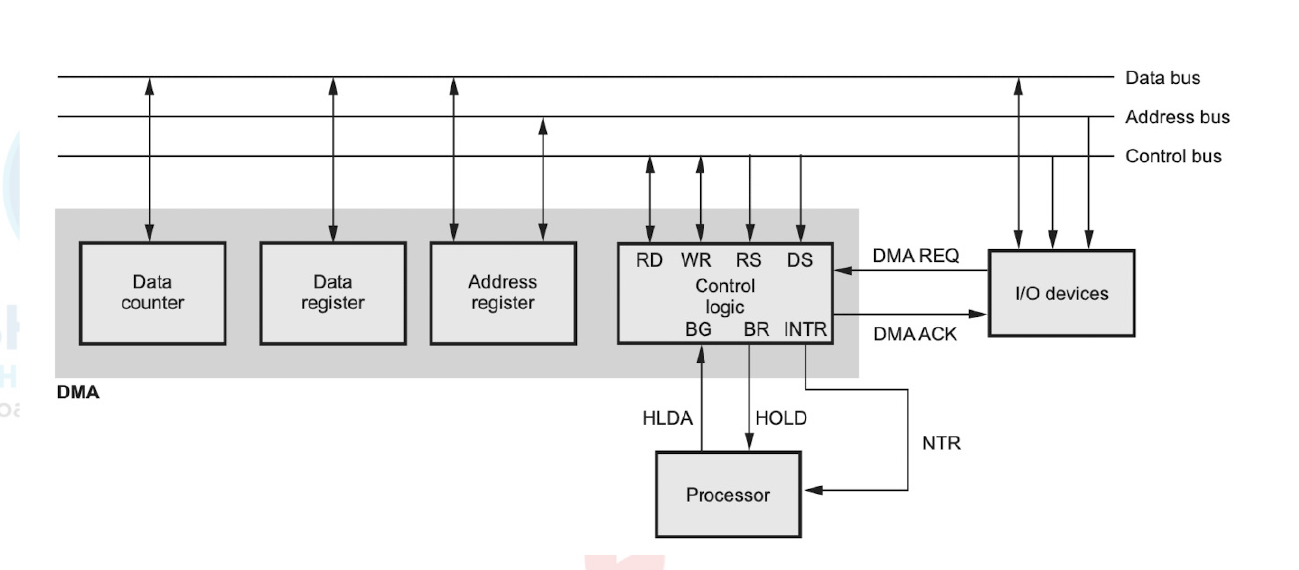 Data bus
Address bus
Control bus
Data
counter
Data
register
Address
register
RD WR RS DS
Control
logic
BG BR INTR
DMA REQ
DMA ACK
I/O devices
DMA
HLDA
HOLD
NTR
Processor